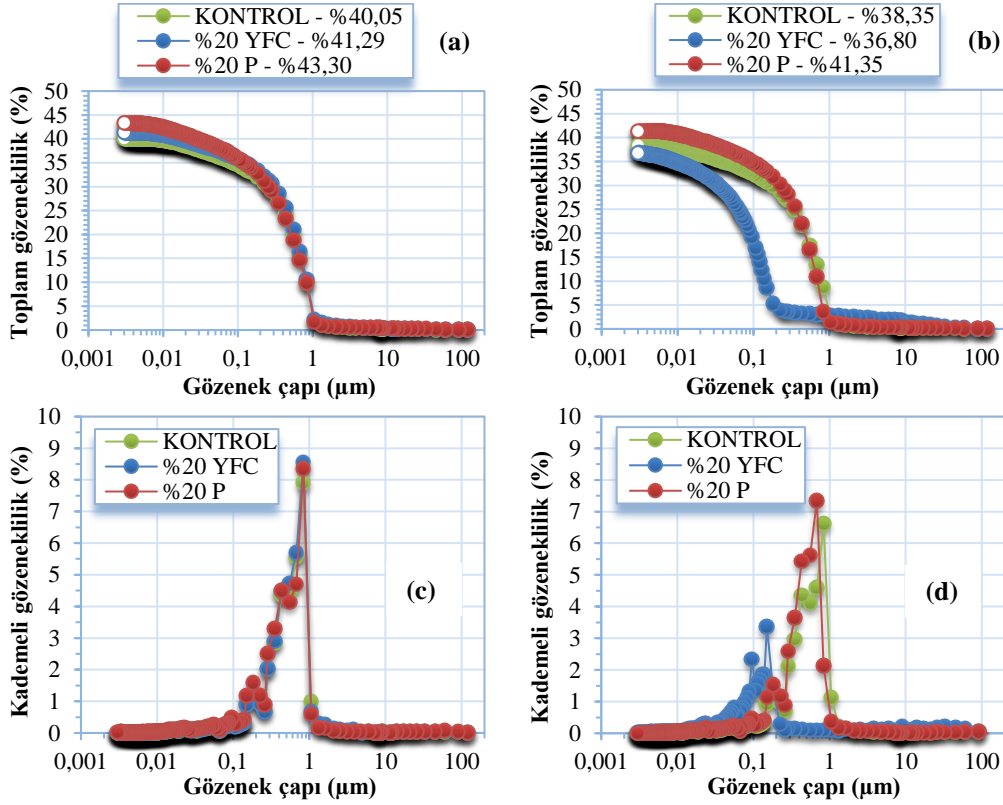 KONTROL - %40,05
%20 YFC - %41,29
%20 P - %43,30
(a)
Toplam gözeneklilik (%)
50
45
40
35
30
25
20
15
10
5
0
0,001 0,01 0,1 1 10 100
Gözenek çapı (µm)
KONTROL - %38,35
%20 YFC - %36,80
%20 P - %41,35
(b)
Toplam gözeneklilik (%)
50
45
40
35
30
25
20
15
10
5
0
0,001 0,01 0,1 1 10 100
Gözenek çapı (µm)
KONTROL
%20 YFC
%20 P
(c)
Kademeli gözeneklilik (%)
10
9
8
7
6
5
4
3
2
1
0
0,001 0,01 0,1 1 10 100
Gözenek çapı (µm)
KONTROL
%20 YFC
%20 P
(d)
Kademeli gözeneklilik (%)
10
9
8
7
6
5
4
3
2
1
0
0,001 0,01 0,1 1 10 100
Gözenek çapı (µm)